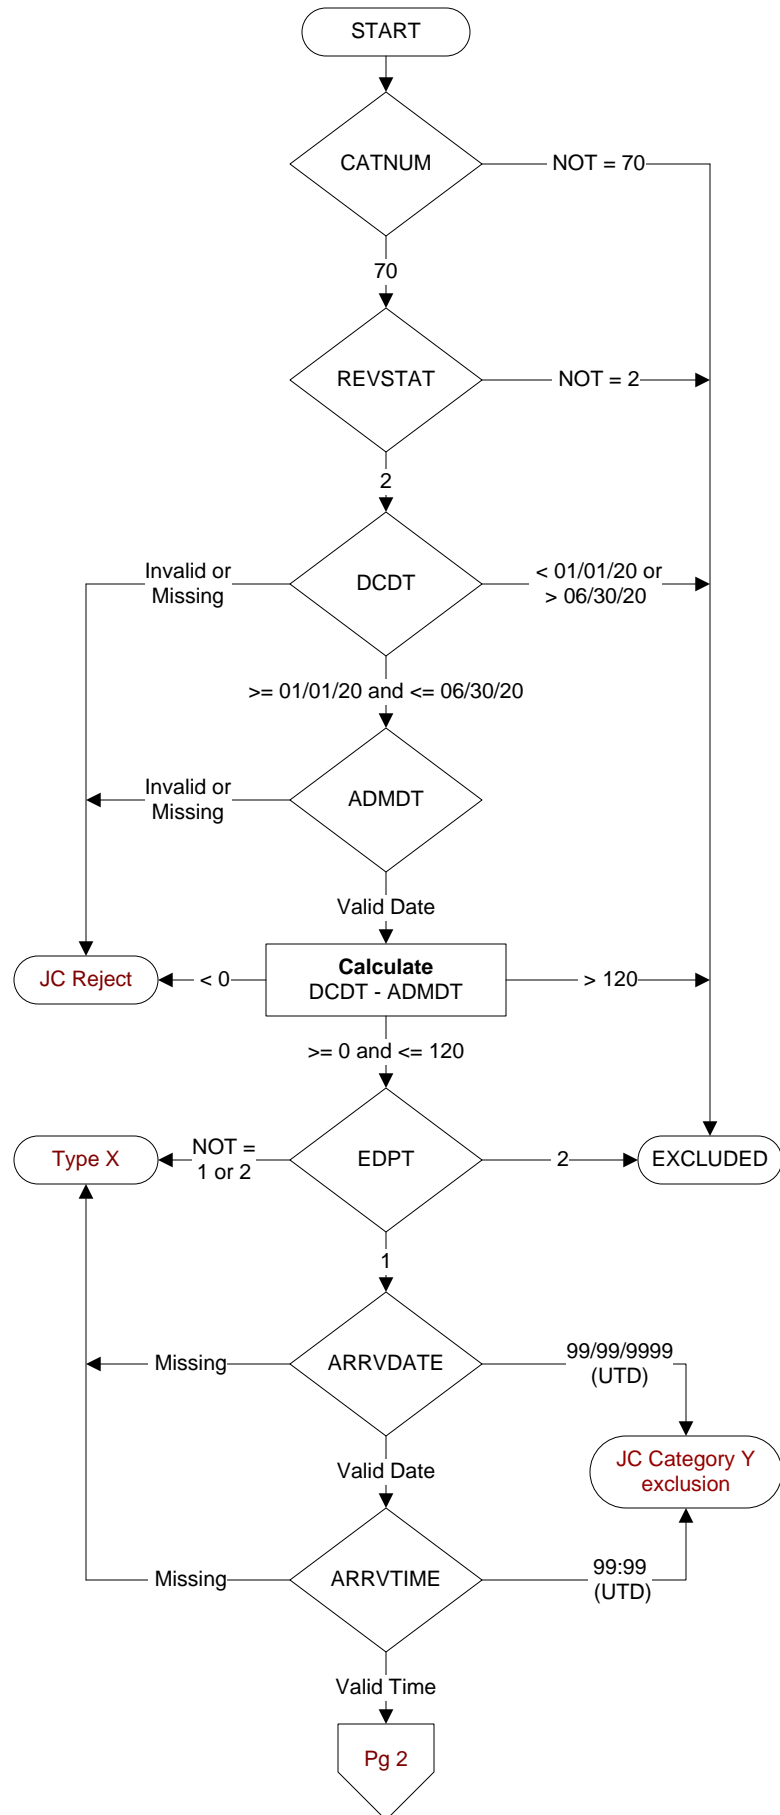 START
CATNUM
NOT = 70
70
REVSTAT
NOT = 2
2
Invalid or
Missing
DCDT
< 01/01/20 or
> 06/30/20
>= 01/01/20 and <= 06/30/20
Invalid or
Missing
ADMDT
Valid Date
JC Reject
< 0
Calculate
DCDT - ADMDT
> 120
>= 0 and <= 120
Type X
NOT =
1 or 2
EDPT
2
EXCLUDED
1
Missing
ARRVDATE
99/99/9999
(UTD)
Valid Date
JC Category Y
exclusion
Missing
ARRVTIME
99:99
(UTD)
Valid Time
Pg 2